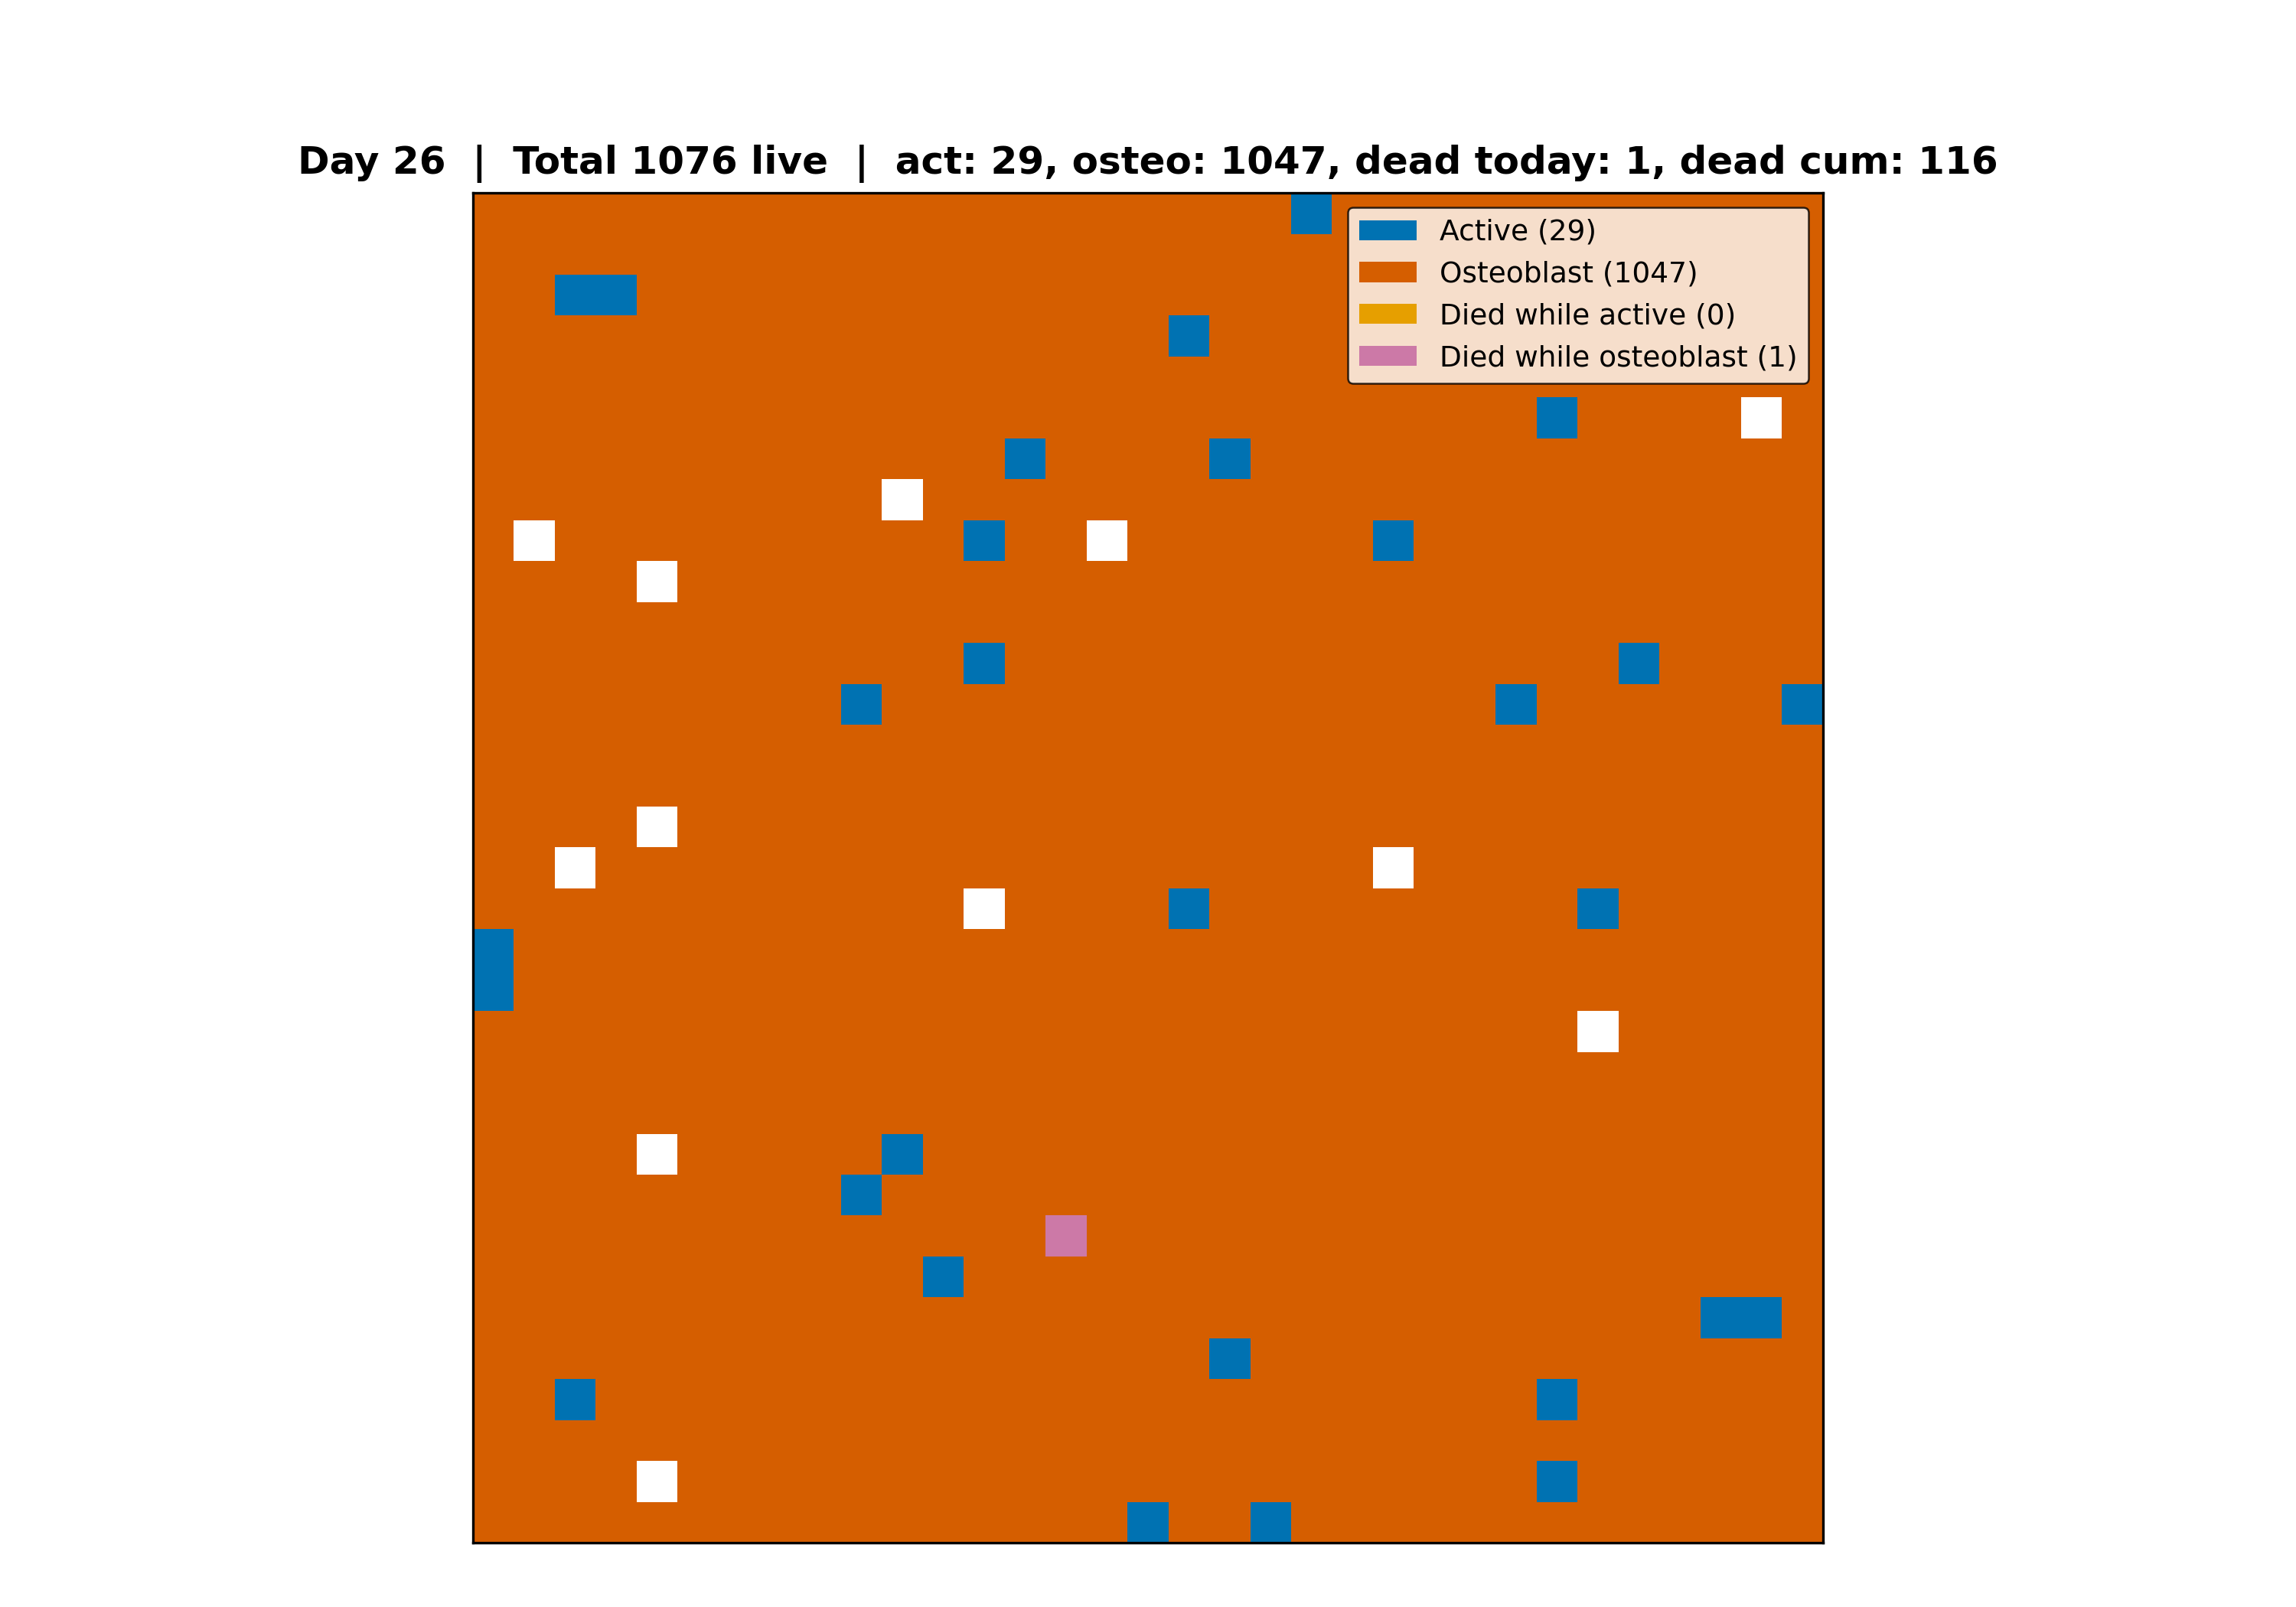 Day 26 | Total 1076 live | act: 29, osteo: 1047, dead today: 1, dead cum: 116
Active (29)
Osteoblast (1047)
Died while active (0)
Died while osteoblast (1)